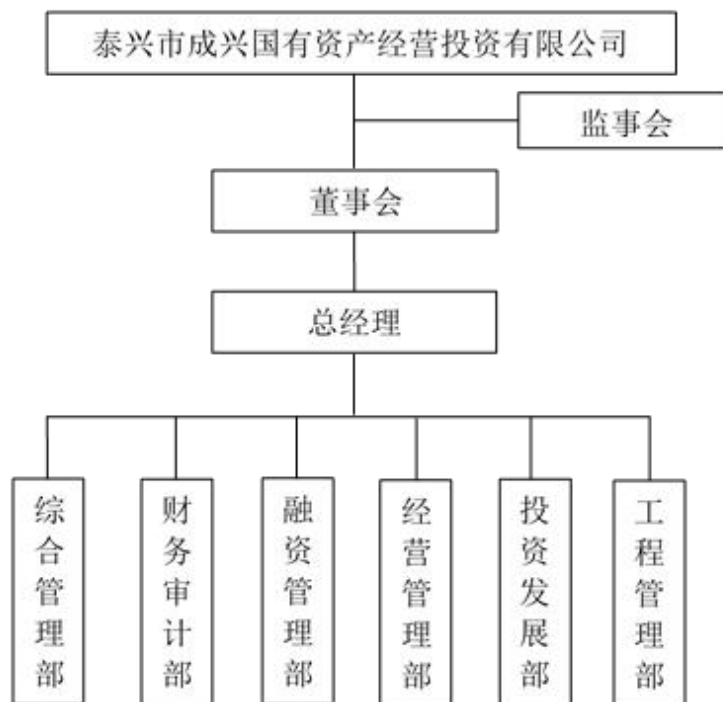 泰兴市成兴国有资产经营投资有限公司
监事会
董事会
总经理
综合管理部
财务审计部
融资管理部
经营管理部
投资发展部
工程管理部